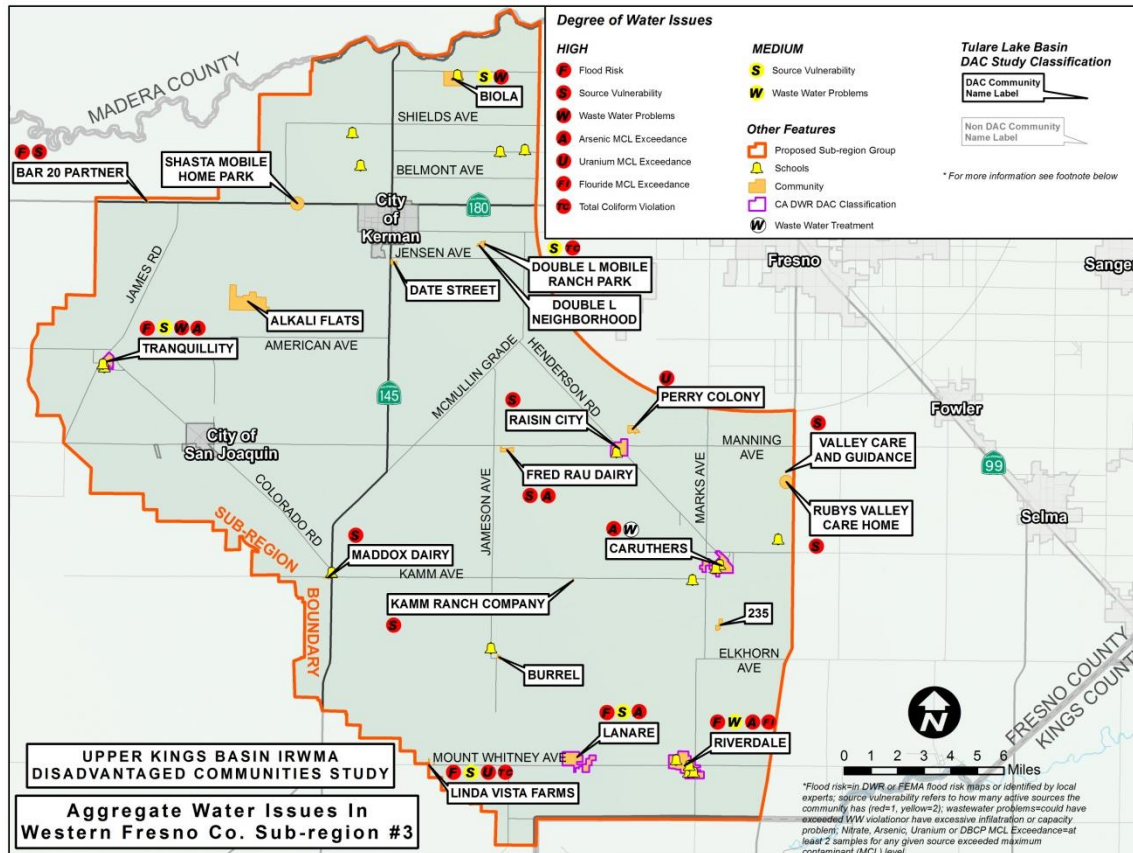 Degree of Water Issues
HIGH
F Flood Risk
S Source Vulnerability
W Waste Water Problems
A Arsenic MCL Exceedance
U Uranium MCL Exceedance
FI Flouride MCL Exceedance
TC Total Coliform Violation
MEDIUM
S Source Vulnerability
W Waste Water Problems
Other Features
Proposed Sub-region Group
Schools
Community
CA DWR DAC Classification
W Waste Water Treatment
Tulare Lake Basin
DAC Study Classification
DAC Community
Name Label
Non DAC Community
Name Label
* For more information see footnote below
MADERA COUNTY
S W
BIOLA
SHIELDS AVE
BELMONT AVE
F S
BAR 20 PARTNER
SHASTA MOBILE
HOME PARK
City
of
Kerman
180
JENSEN AVE
S TC
DOUBLE L MOBILE
RANCH PARK
DOUBLE L
NEIGHBORHOOD
DATE STREET
Fresno
Sanger
JAMES RD
ALKALI FLATS
F S W A
TRANQUILLITY
AMERICAN AVE
145
MCMULLIN GRADE
HENDERSON RD
U
PERRY COLONY
S
RAISIN CITY
Fowler
City of
San Joaquin
MANNING
AVE
S
VALLEY CARE
AND GUIDANCE
99
FRED RAU DAIRY
S A
MARKS AVE
RUBYS VALLEY
CARE HOME
S
Selma
COLORADO RD
JAMESON AVE
SUB-REGION
BOUNDARY
S
MADDOX DAIRY
A W
CARUTHERS
KAMM AVE
KAMM RANCH COMPANY
S
235
ELKHORN
AVE
BURREL
FRESNO COUNTY
KINGS COUNTY
N
F S A
LANARE
F W A FI
RIVERDALE
MOUNT WHITNEY AVE
F S U TC
LINDA VISTA FARMS
0 1 2 3 4 5 6
Miles
UPPER KINGS BASIN IRWMA
DISADVANTAGED COMMUNITIES STUDY
Aggregate Water Issues In
Western Fresno Co. Sub-region #3
*Flood risk=in DWR or FEMA flood risk maps or identified by local
experts; source vulnerability refers to how many active sources the
community has (red=1, yellow=2); wastewater problems=could have
exceeded WW violationor have excessive infilatration or capacity
problem; Nitrate, Arsenic, Uranium or DBCP MCL Exceedance=at
least 2 samples for any given source exceeded maximum
contaminant (MCL) level